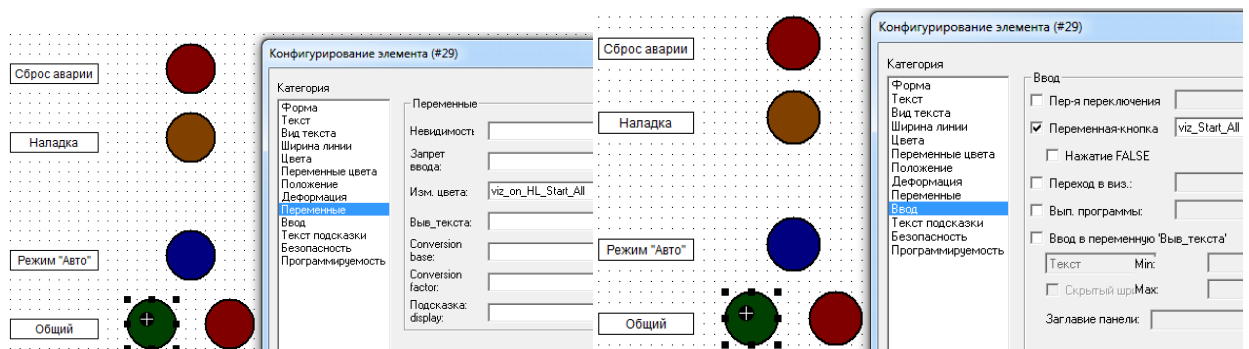 Сброс аварии
Наладка
Режим "Авто"
Общий
Конфигурирование элемента (#29)
Категория
Форма
Текст
Вид текста
Ширина линии
Цвета
Переменные цвета
Положение
Деформация
Переменные
Ввод
Текст подсказки
Безопасность
Программируемость
Переменные
Невидимость
Запрет
ввода:
Изм. цвета: viz_on_HL_Start_All
Выв_текста:
Conversion
base:
Conversion
factor:
Подсказка:
display:
Сброс аварии
Наладка
Режим "Авто"
Общий
Конфигурирование элемента (#29)
Категория
Форма
Текст
Вид текста
Ширина линии
Цвета
Переменные цвета
Положение
Деформация
Переменные
Ввод
Текст подсказки
Безопасность
Программируемость
Ввод
Пер-я переключения
Переменная-кнопка viz_Start_All
Нажатие FALSE
Переход в виз.:
Вып. программы:
Ввод в переменную 'Выв_текста'
Текст Min:
Скрытый шри Max:
Заглавие панели: